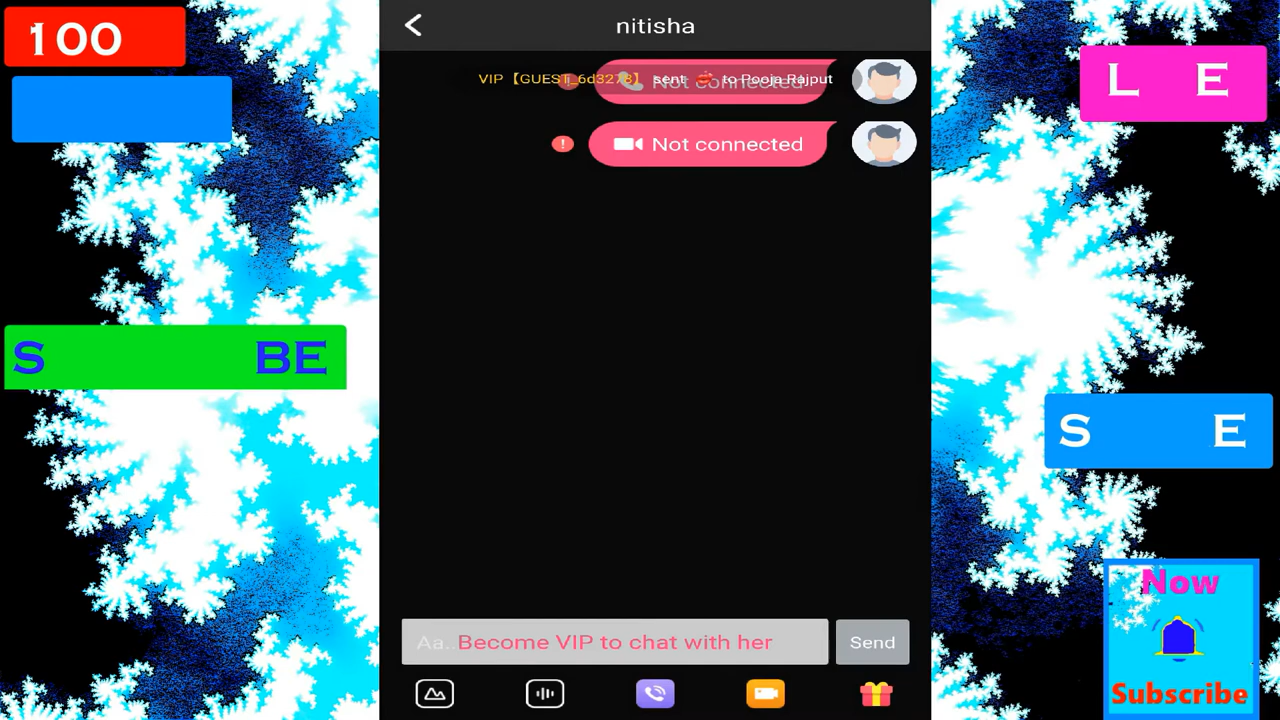 100
nitisha
VIP【GUEST_6d3278】 sent to Pooja Rajput
Not connected
Not connected
L E
S BE
S E
Now
Subscribe
Aa.. Become VIP to chat with her
Send